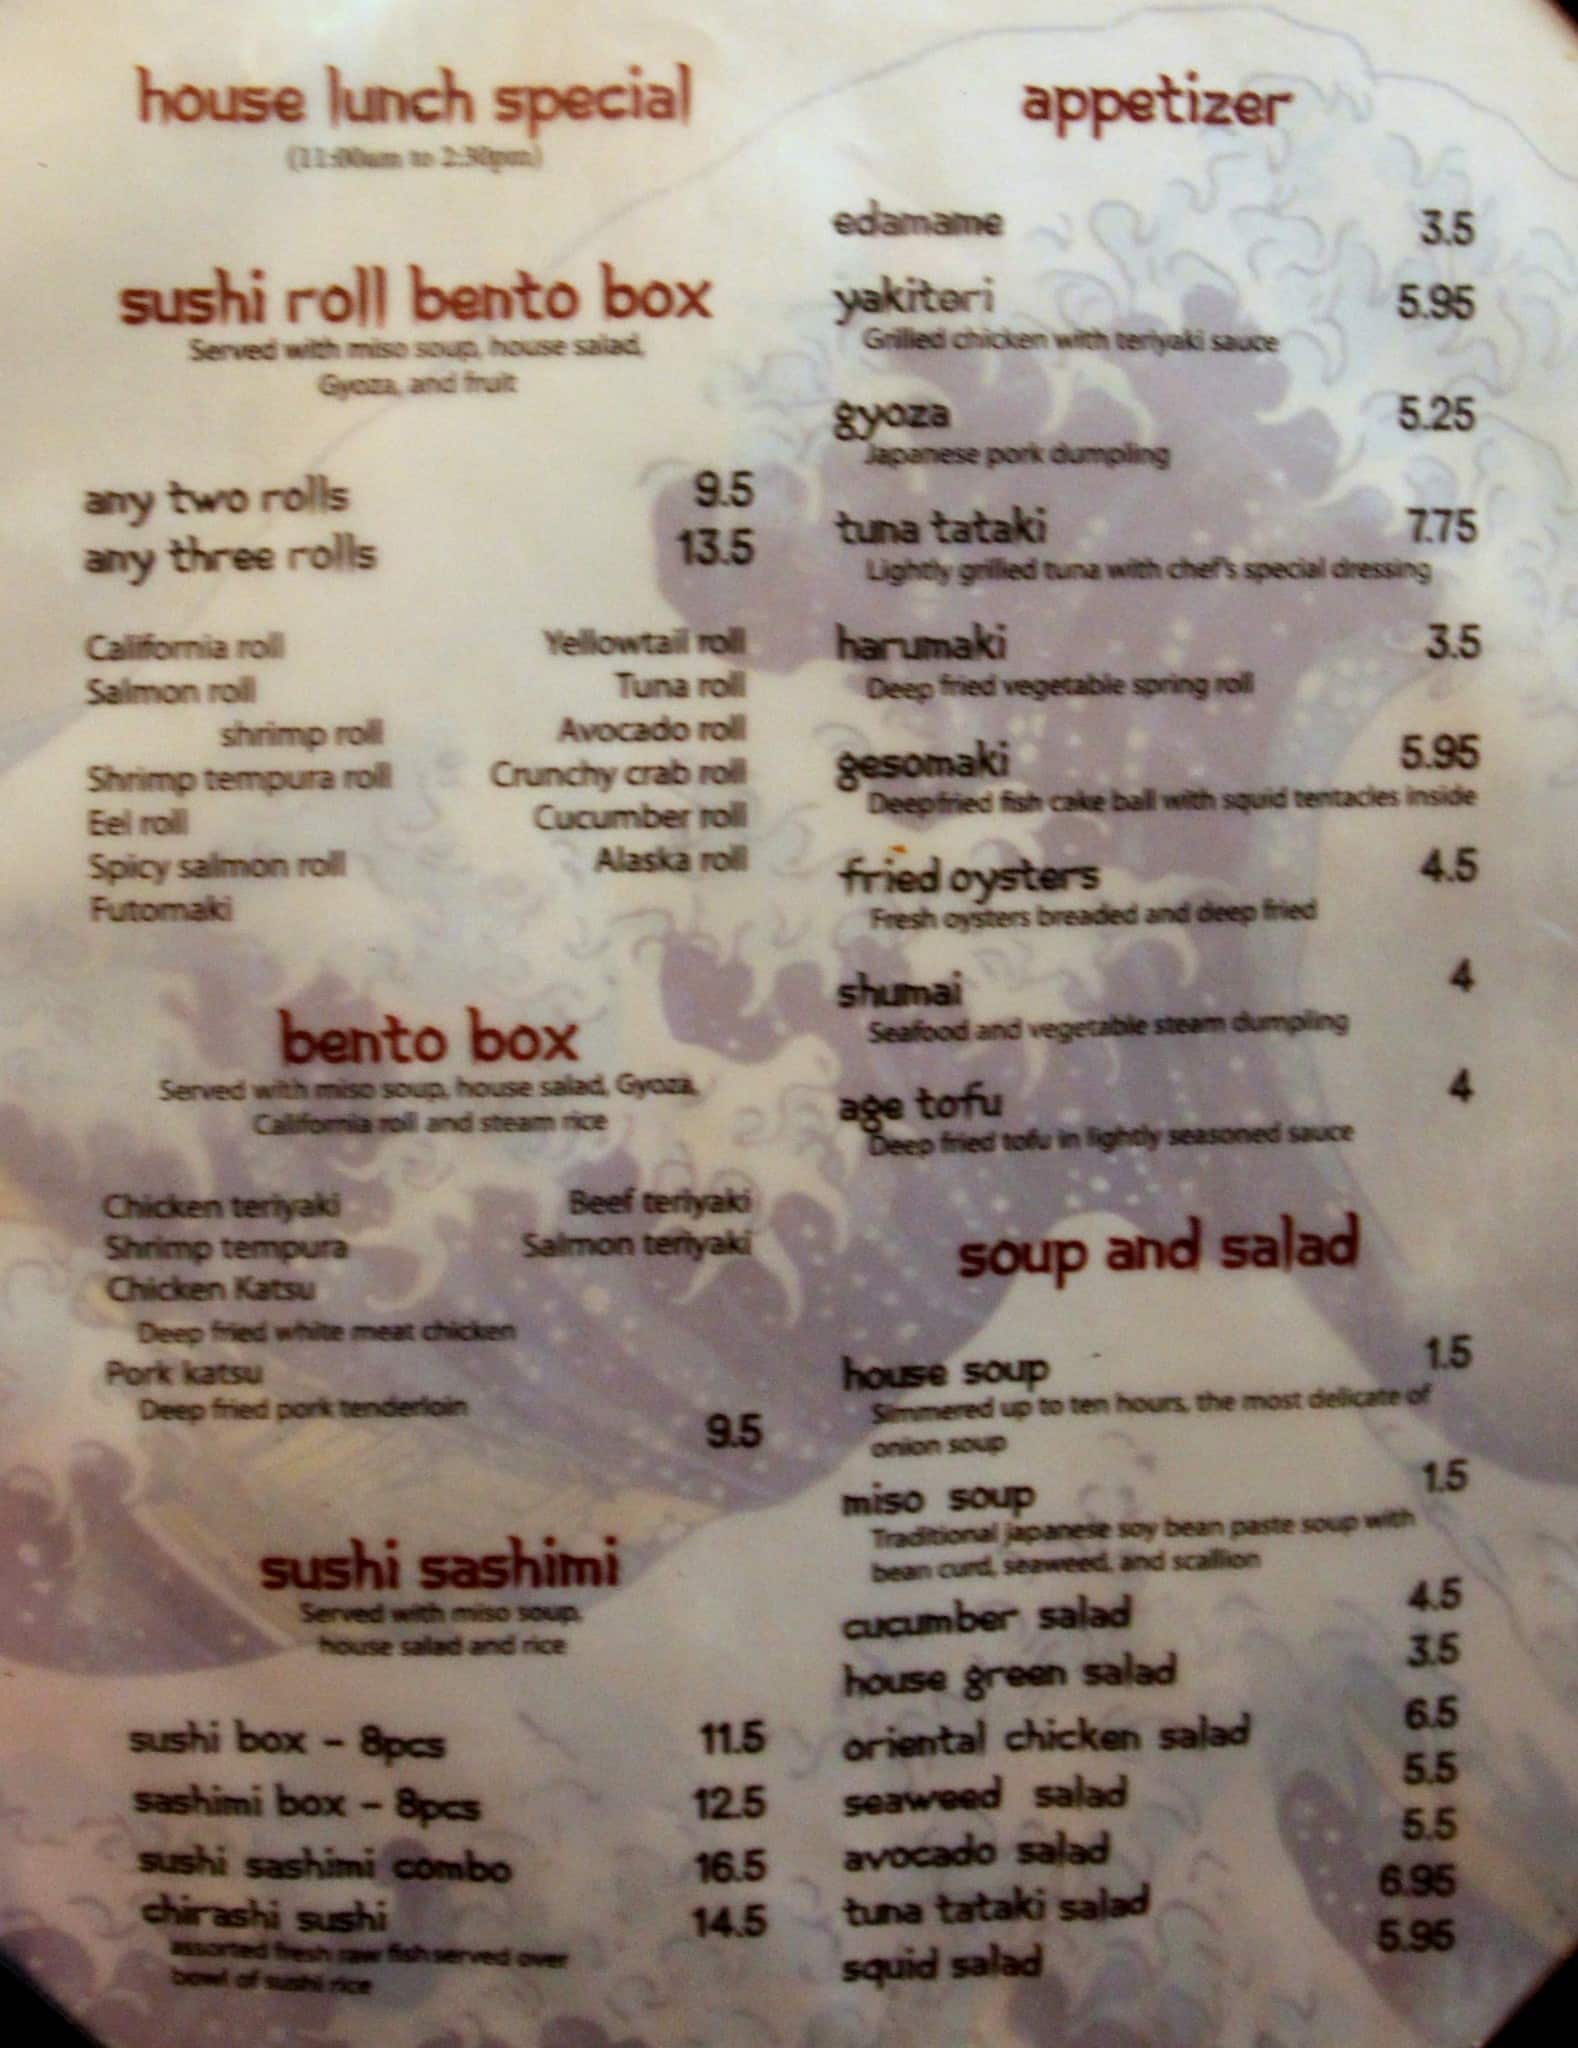 house lunch special
(11:00am to 2:30pm)
sushi roll bento box
Served with miso soup, house salad,
Gyoza, and fruit
any two rolls 9.5
any three rolls 13.5
California roll Yellowtail roll
Salmon roll Tuna roll
shrimp roll Avocado roll
Shrimp tempura roll Crunchy crab roll
Eel roll Cucumber roll
Spicy salmon roll Alaska roll
Futomaki
bento box
Served with miso soup, house salad, Gyoza,
California roll and steam rice
Chicken teriyaki Beef teriyaki
Shrimp tempura Salmon teriyaki
Chicken Katsu
Deep fried white meat chicken
Pork katsu
Deep fried pork tenderloin
9.5
sushi sashimi
Served with miso soup,
house salad and rice
sushi box - 8pcs 11.5
sashimi box - 8pcs 12.5
sushi sashimi combo 16.5
chirashi sushi 14.5
assorted fresh raw fish served over
bowl of sushi rice
appetizer
edamame 3.5
yakitori 5.95
Grilled chicken with teriyaki sauce
gyoza 5.25
Japanese pork dumpling
tuna tataki 7.75
Lightly grilled tuna with chef's special dressing
harumaki 3.5
Deep fried vegetable spring roll
gesomaki 5.95
Deepfried fish cake ball with squid tentacles inside
fried oysters 4.5
Fresh oysters breaded and deep fried
shumai 4
Seafood and vegetable steam dumpling
age tofu 4
Deep fried tofu in lightly seasoned sauce
soup and salad
house soup 1.5
Simmered up to ten hours, the most delicate of
onion soup
miso soup 1.5
Traditional japanese soy bean paste soup with
bean curd, seaweed, and scallion
cucumber salad 4.5
house green salad 3.5
oriental chicken salad 6.5
seaweed salad 5.5
avocado salad 5.5
tuna tataki salad 6.95
squid salad 5.95